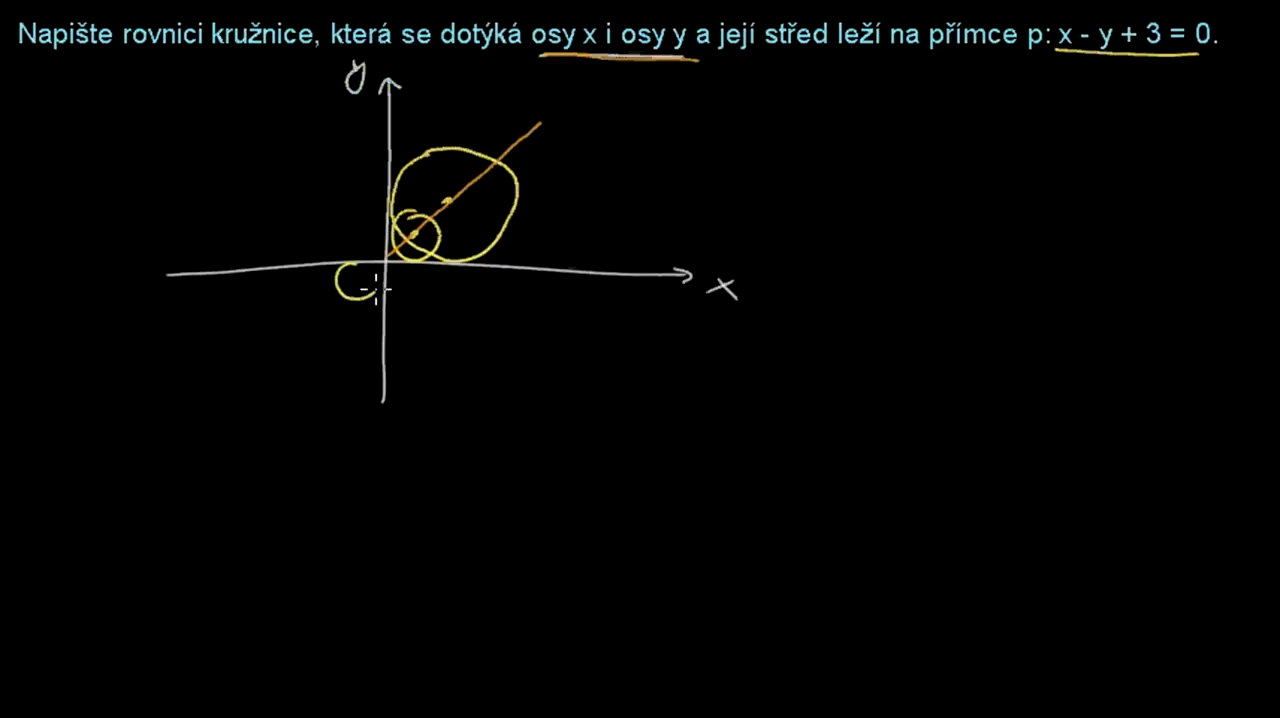 Napište rovnici kružnice, která se dotýká osy x i osy y a její střed leží na přímce p: x - y + 3 = 0.
y
x